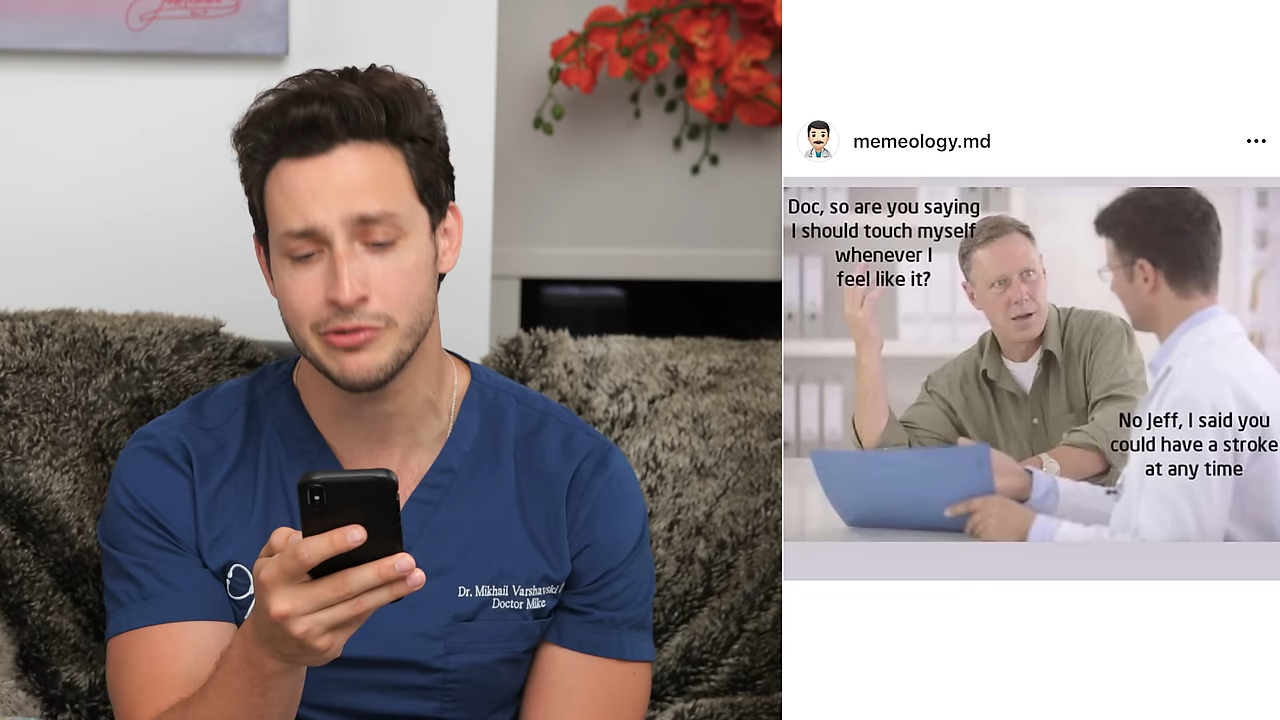 Dr. Mikhail Varshavski
Doctor Mike
memeology.md
Doc, so are you saying
I should touch myself
whenever I
feel like it?
No Jeff, I said you
could have a stroke
at any time